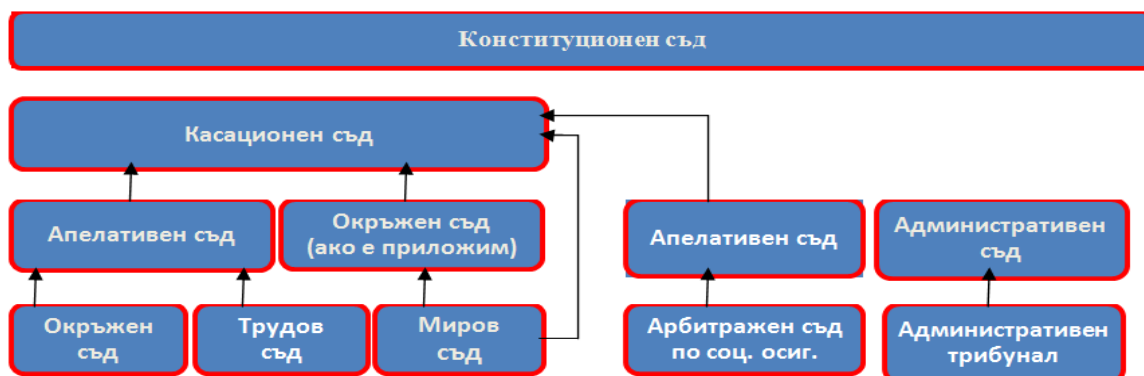 Конституционен съд
Касационен съд
Апелативен съд
Окръжен съд
(ако е приложим)
Апелативен съд
Административен
съд
Окръжен
съд
Трудов
съд
Миров
съд
Арбитражен съд
по соц. осиг.
Административен
трибунал